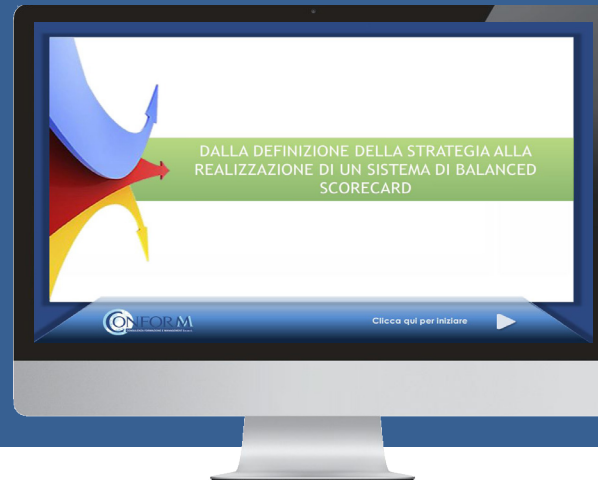 DALLA DEFINIZIONE DELLA STRATEGIA ALLA
REALIZZAZIONE DI UN SISTEMA DI BALANCED
SCORECARD
CONFORM
Clicca qui per iniziare